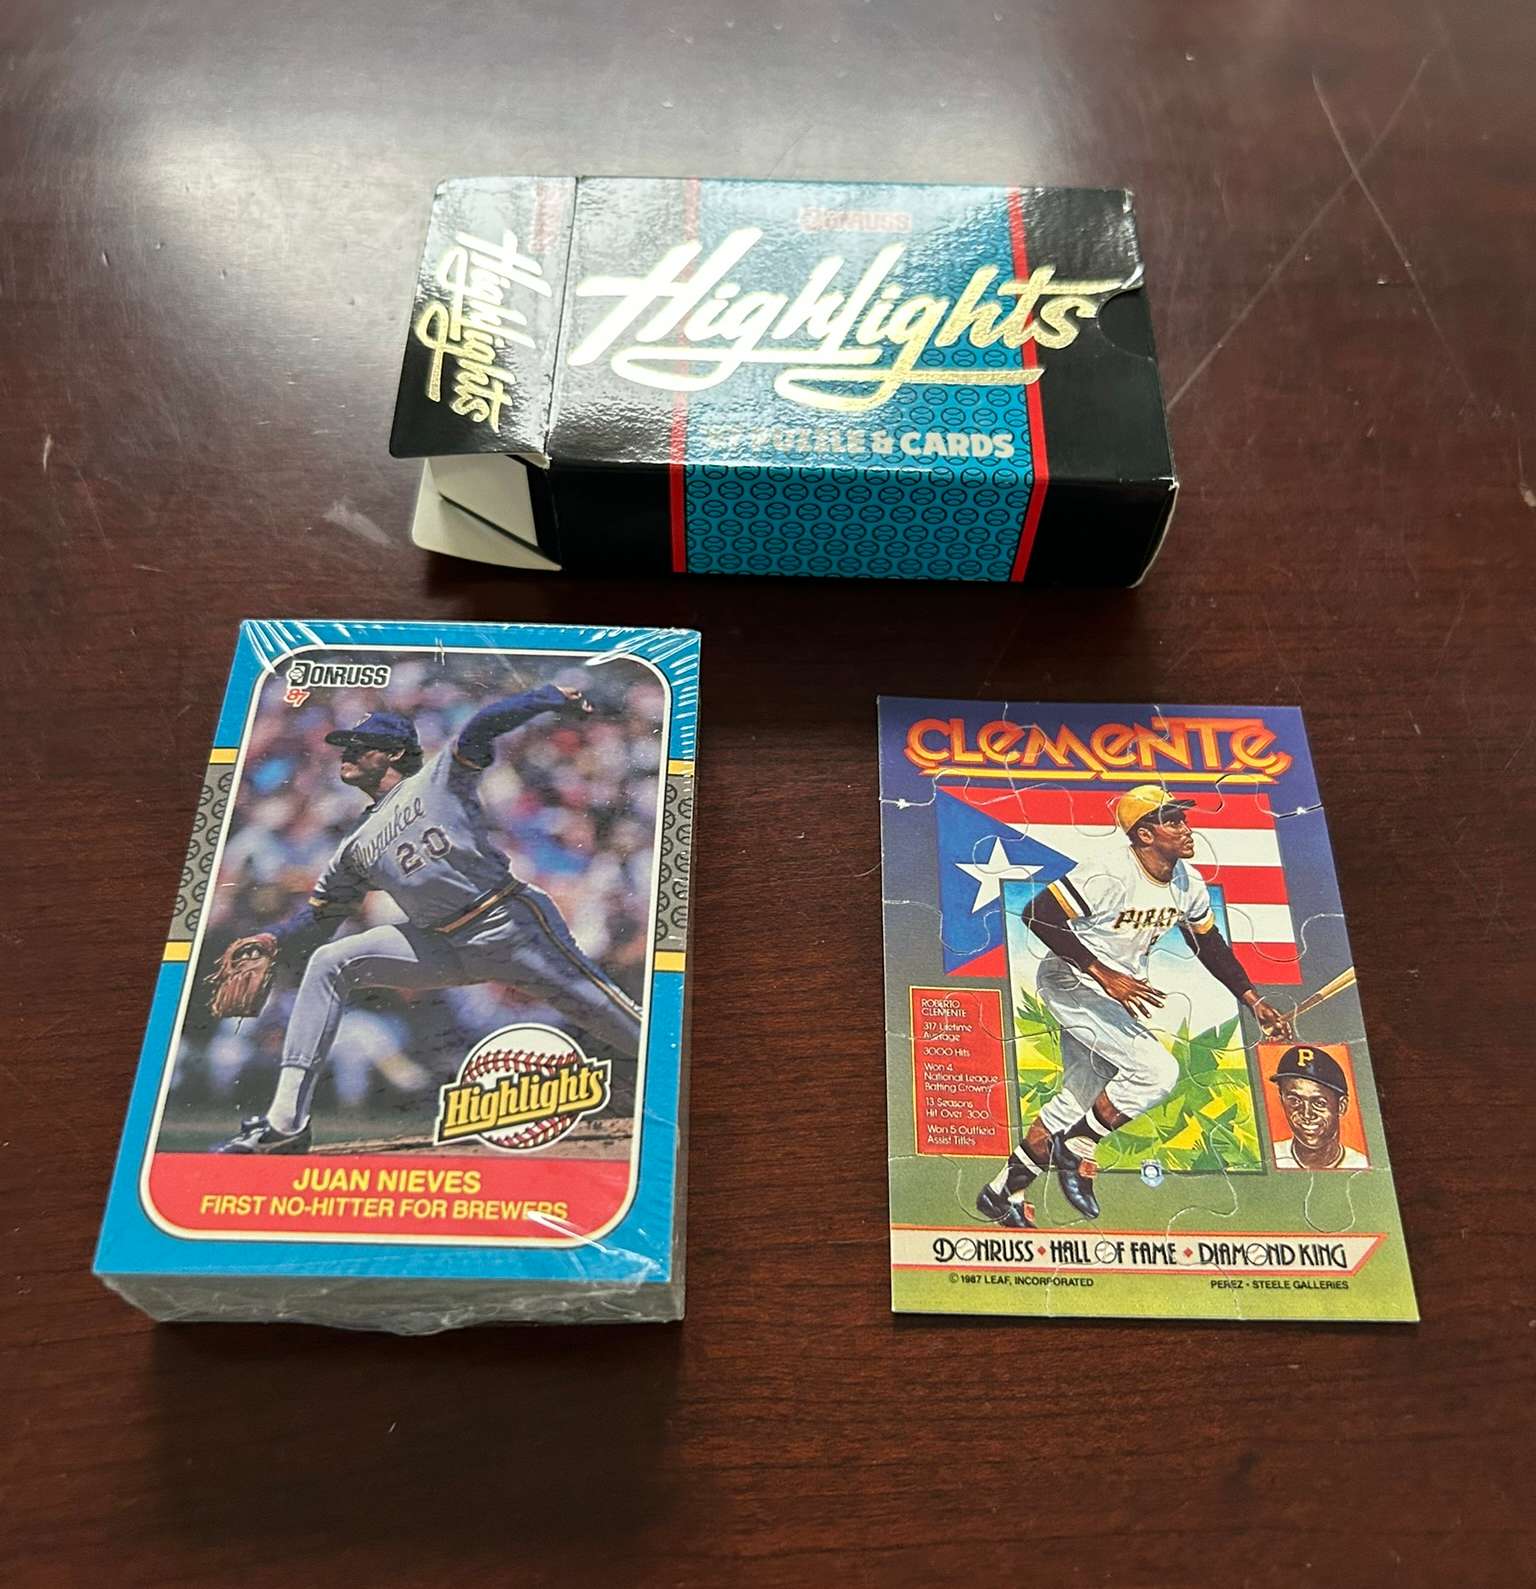 DONRUSS
Highlights
Highlights
87 PUZZLE & CARDS
DONRUSS
87
Milwaukee
20
Highlights
JUAN NIEVES
FIRST NO-HITTER FOR BREWERS
CLEMENTE
PIRAT
ROBERTO
CLEMENTE
.317 Lifetime
Average
3000 Hits
Won 4
National League
Batting Crowns
13 Seasons
Hit Over .300
Won 5 Outfield
Assist Titles
P
DONRUSS • HALL OF FAME • DIAMOND KING
© 1987 LEAF, INCORPORATED
PEREZ - STEELE GALLERIES